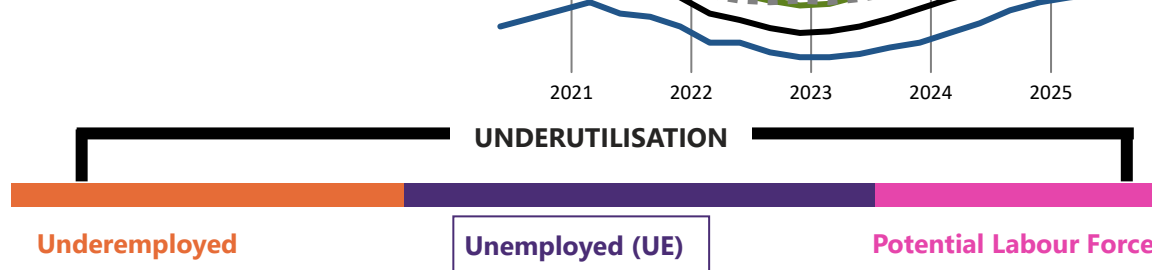 2021 2022 2023 2024 2025
UNDERUTILISATION
Underemployed Unemployed (UE) Potential Labour Force